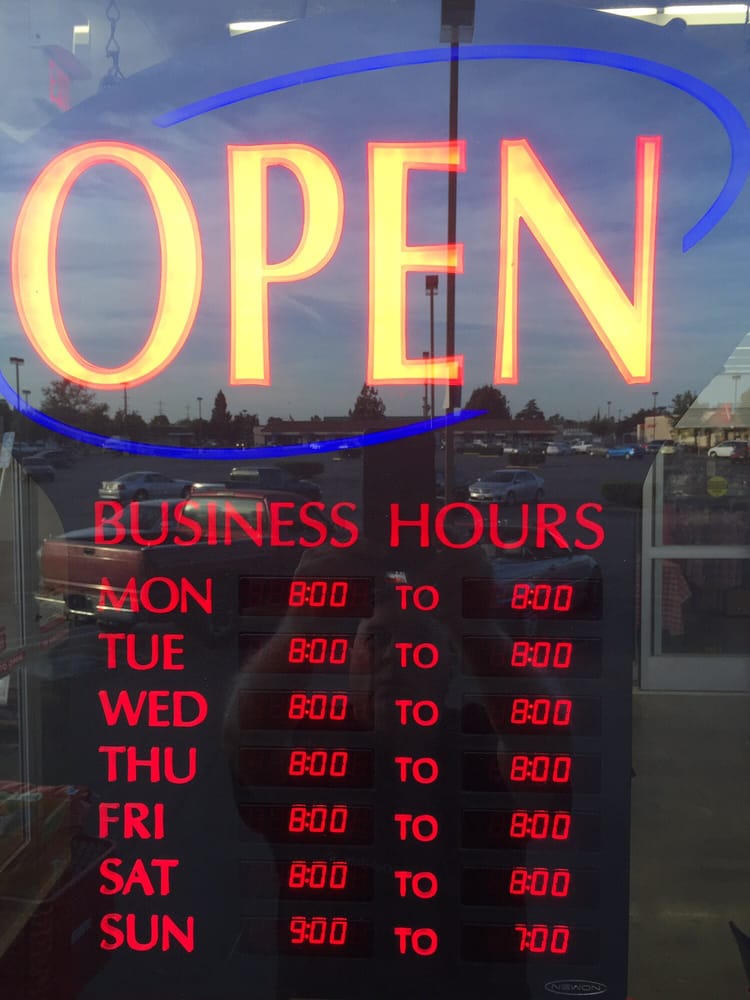 OPEN
BUSINESS HOURS
MON 8:00 TO 8:00
TUE 8:00 TO 8:00
WED 8:00 TO 8:00
THU 8:00 TO 8:00
FRI 8:00 TO 8:00
SAT 8:00 TO 8:00
SUN 9:00 TO 7:00
NEWON